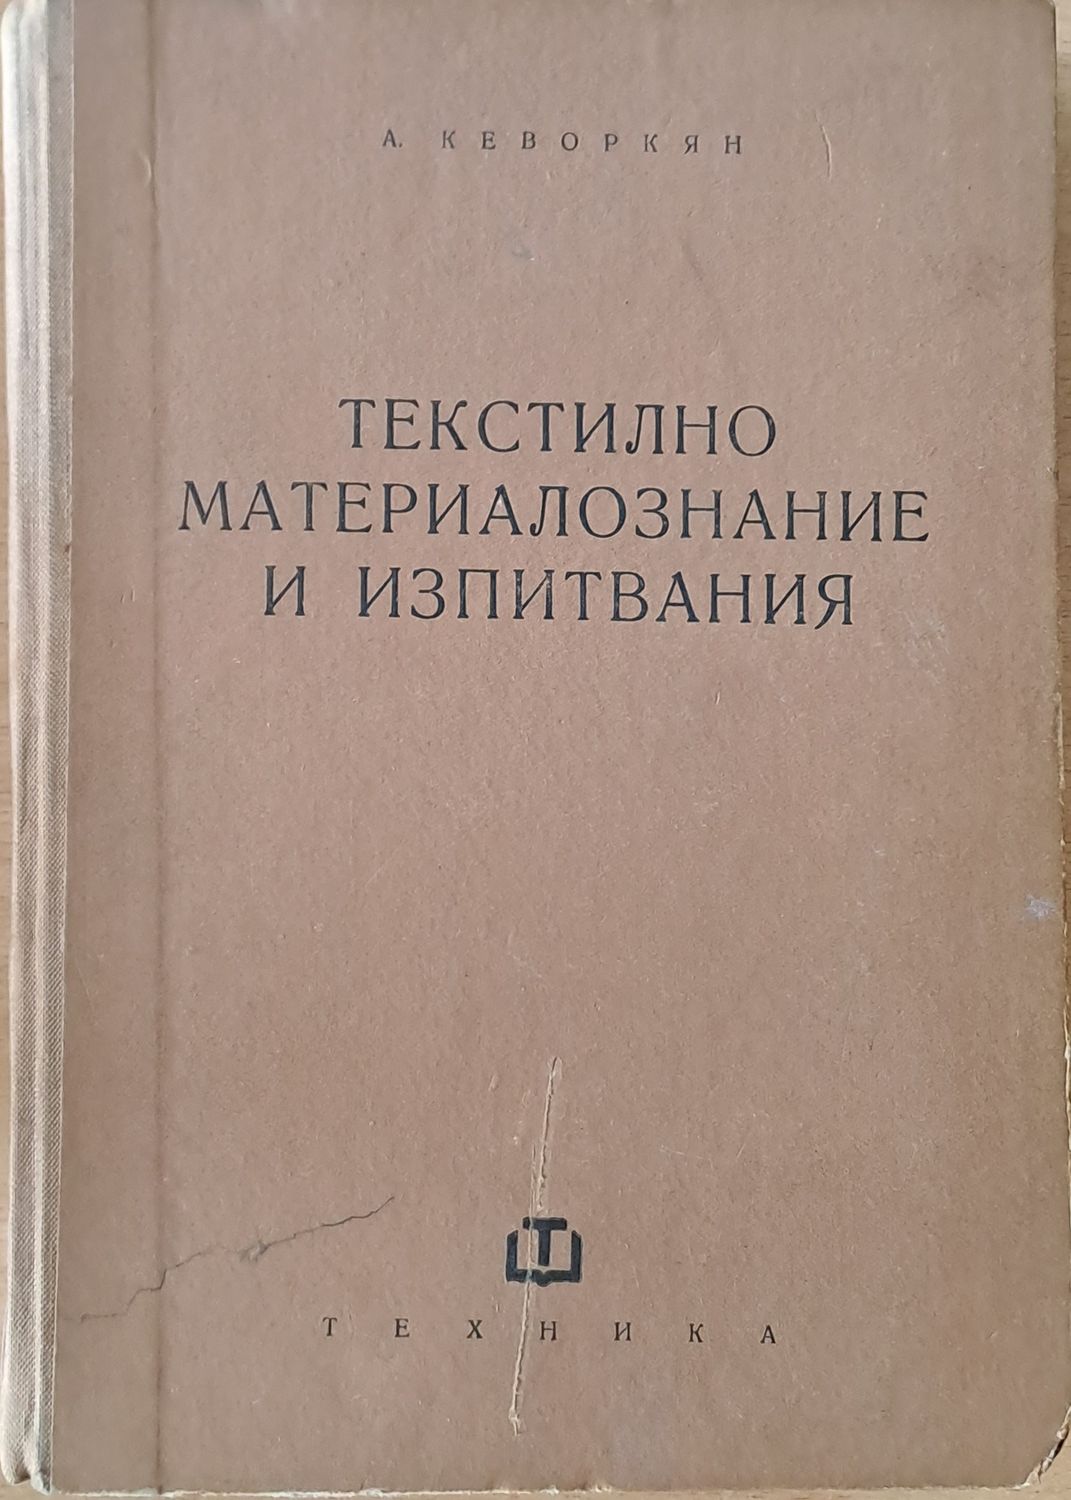 А. КЕВОРКЯН
ТЕКСТИЛНО
МАТЕРИАЛОЗНАНИЕ
И ИЗПИТВАНИЯ
Т
ТЕХНИКА